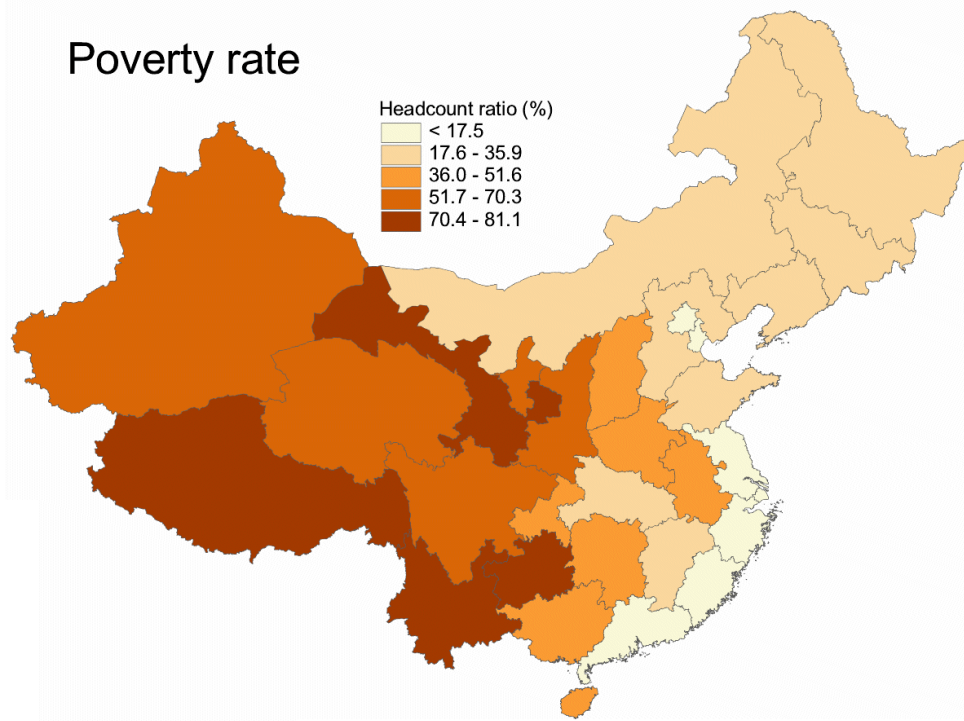 Poverty rate
Headcount ratio (%)
< 17.5
17.6 - 35.9
36.0 - 51.6
51.7 - 70.3
70.4 - 81.1